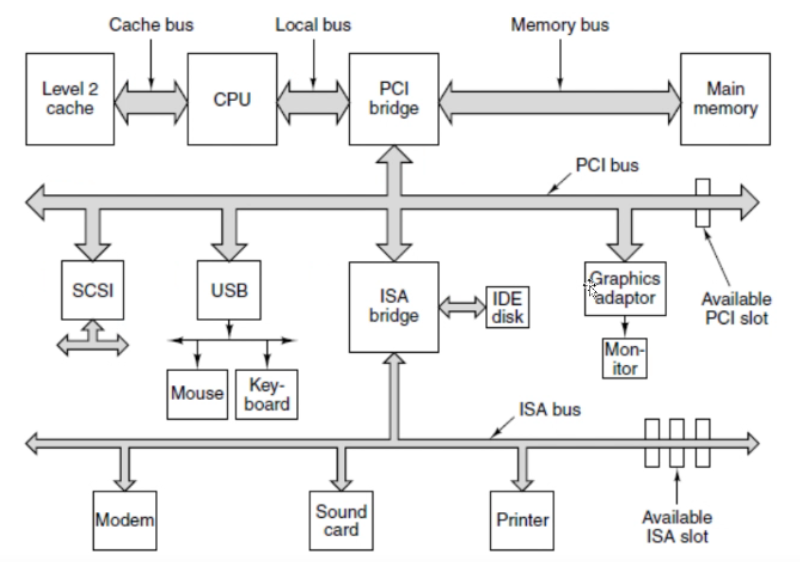 Cache bus
Local bus
Memory bus
Level 2
cache
CPU
PCI
bridge
Main
memory
PCI bus
SCSI
USB
ISA
bridge
IDE
disk
Graphics
adaptor
Available
PCI slot
Mon-
itor
Mouse
Key-
board
ISA bus
Modem
Sound
card
Printer
Available
ISA slot